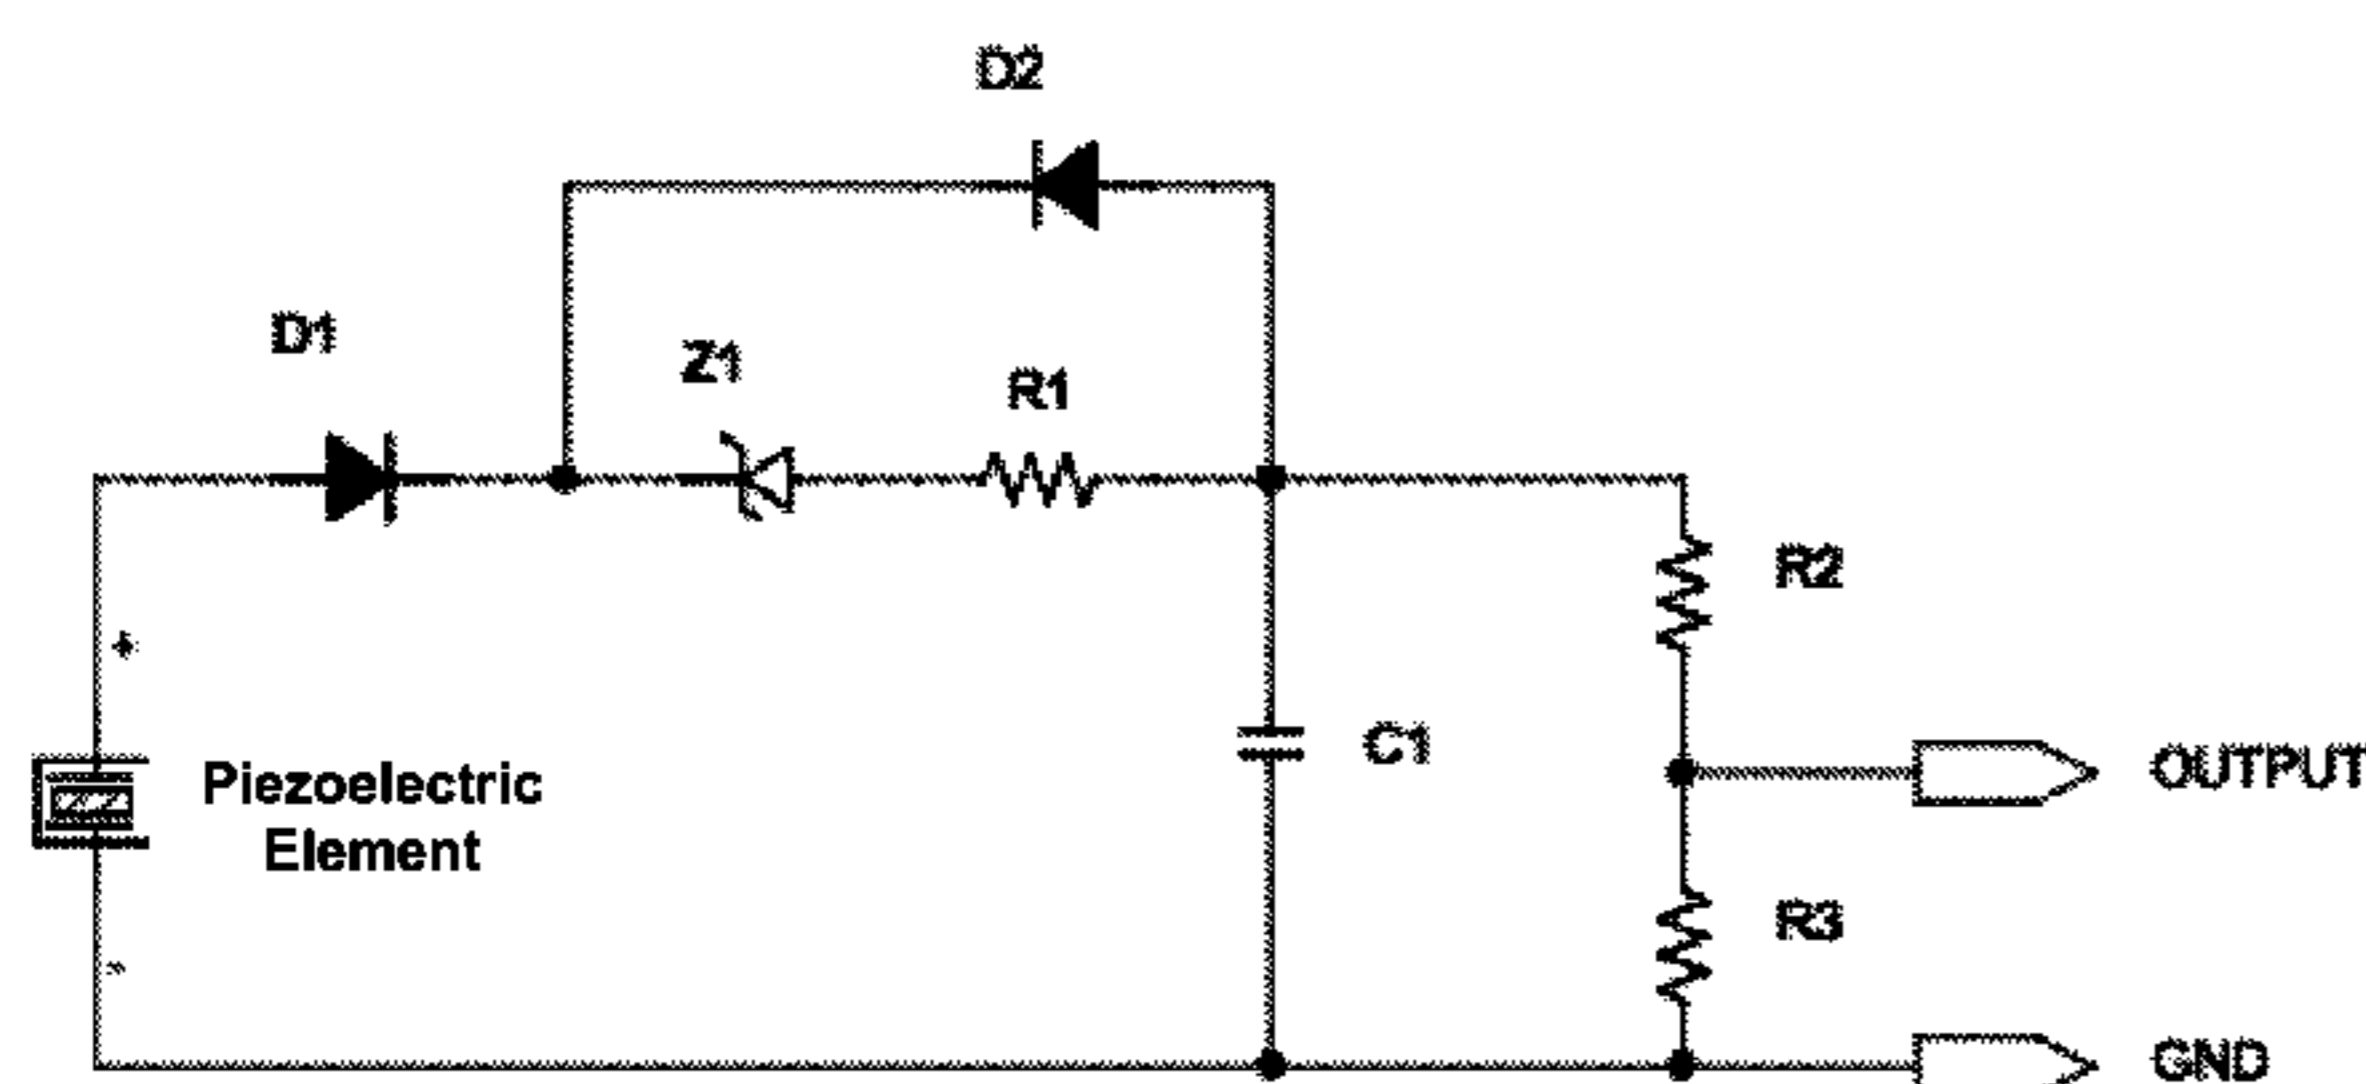 D2
D1
Z1
R1
R2
+
Piezoelectric
Element
C1
OUTPUT
R3
-
GND